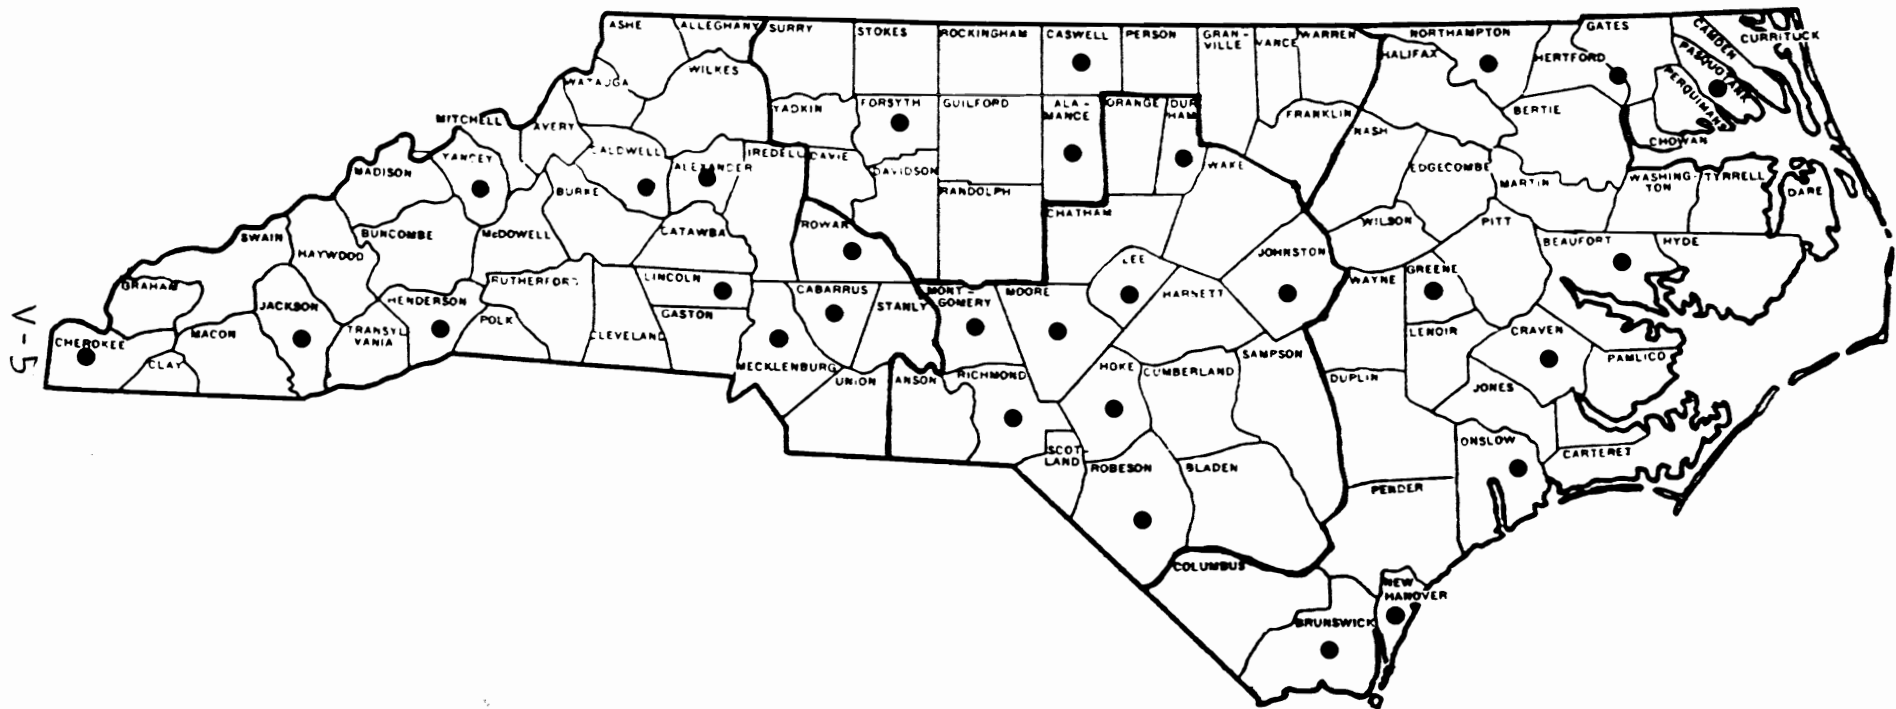 ASHE
ALLEGHANY
SURRY
STOKES
ROCKINGHAM
CASWELL
PERSON
GRAN-
VILLE
VANCE
WARREN
HALIFAX
NORTHAMPTON
GATES
HERTFORD
CAMDEN
CURRITUCK
PASQUOTANK
PERQUIMANS
CHOWAN
WATAUGA
WILKES
YADKIN
FORSYTH
GUILFORD
ALA-
MANCE
ORANGE
DUR
HAM
FRANKLIN
NASH
BERTIE
MITCHELL
AVERY
YANCEY
CALDWELL
ALEXANDER
IREDELL
DAVIE
DAVIDSON
RANDOLPH
WAKE
EDGECOMBE
MARTIN
WASHING-
TON
TYRRELL
DARE
MADISON
BURKE
BUNCOMBE
McDOWELL
CATAWBA
ROWAN
CHATHAM
WILSON
PITT
BEAUFORT
HYDE
SWAIN
HAYWOOD
RUTHERFORD
LINCOLN
CABARRUS
STANLY
MONT-
GOMERY
MOORE
LEE
HARNETT
JOHNSTON
WAYNE
GREENE
GRAHAM
JACKSON
HENDERSON
POLK
CLEVELAND
GASTON
MECKLENBURG
LENOIR
CRAVEN
PAMLICO
CHEROKEE
CLAY
MACON
TRANSYL
VANIA
UNION
ANSON
RICHMOND
HOKE
CUMBERLAND
SAMPSON
DUPLIN
JONES
SCOT-
LAND
ROBESON
BLADEN
ONSLOW
CARTERET
PENDER
COLUMBUS
NEW
HANOVER
BRUNSWICK
V-5